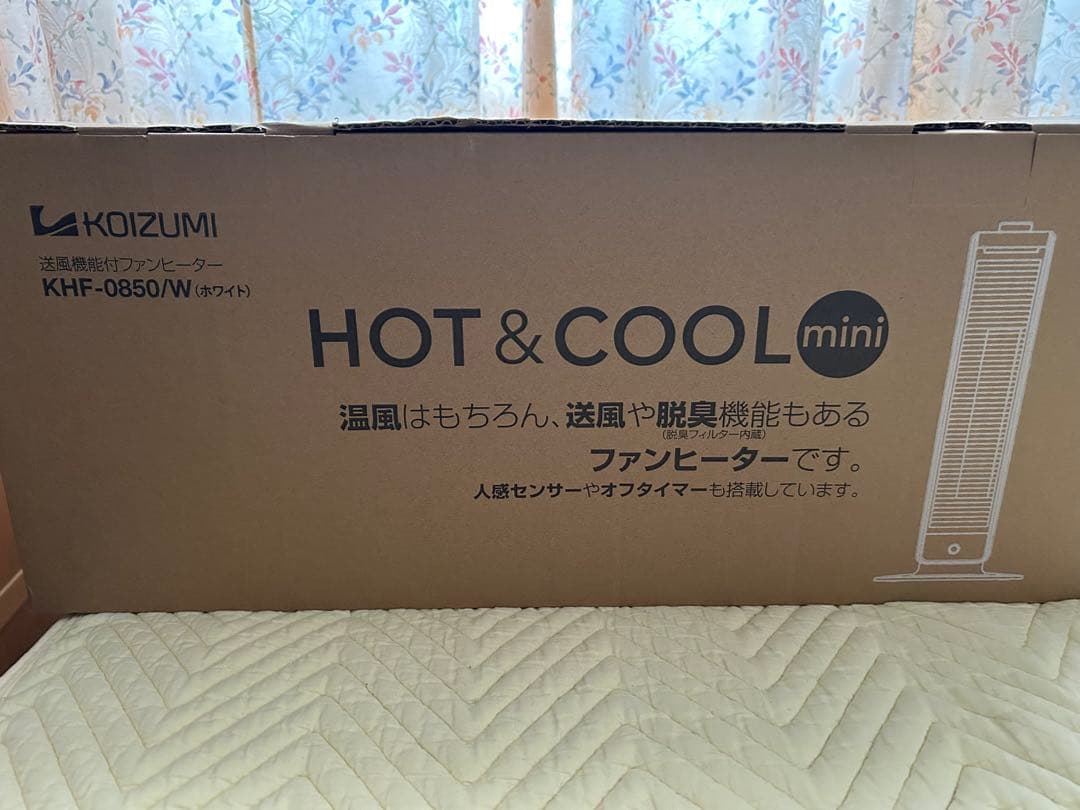 KOIZUMI
送風機能付ファンヒーター
KHF-0850/W(ホワイト)
HOT & COOL mini
温風はもちろん、送風や脱臭機能もある
(脱臭フィルター内蔵)
ファンヒーターです。
人感センサーやオフタイマーも搭載しています。